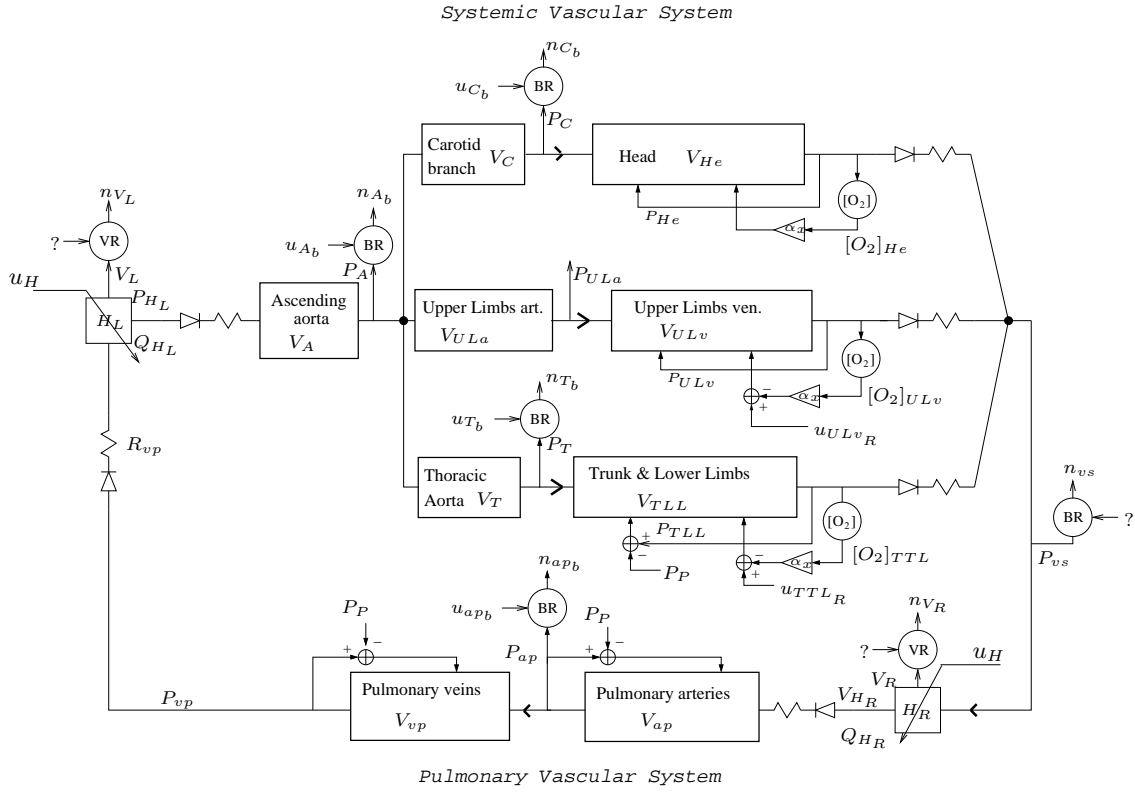 Systemic Vascular System
n_{C_b}
u_{C_b}
BR
P_C
Carotid
branch V_C
Head V_{He}
P_{He}
[O_2]
α_x
[O_2]_{He}
n_{V_L}
?
VR
V_L
u_H
P_{H_L}
H_L
Q_{H_L}
n_{A_b}
u_{A_b}
BR
P_A
Ascending
aorta
V_A
Upper Limbs art.
V_{ULa}
P_{ULa}
Upper Limbs ven.
V_{ULv}
P_{ULv}
[O_2]
−
+
α_x
[O_2]_{ULv}
u_{ULv_R}
R_{vp}
n_{T_b}
u_{T_b}
BR
P_T
Thoracic
Aorta V_T
Trunk & Lower Limbs
V_{TLL}
+
−
P_{TLL}
P_P
[O_2]
−
+
α_x
[O_2]_{TTL}
u_{TTL_R}
n_{vs}
BR
?
P_{vs}
n_{ap_b}
u_{ap_b}
BR
P_{ap}
P_P
+
−
P_P
+
−
n_{V_R}
?
VR
V_R
u_H
P_{vp}
Pulmonary veins
V_{vp}
Pulmonary arteries
V_{ap}
V_{H_R}
Q_{H_R}
H_R
Pulmonary Vascular System